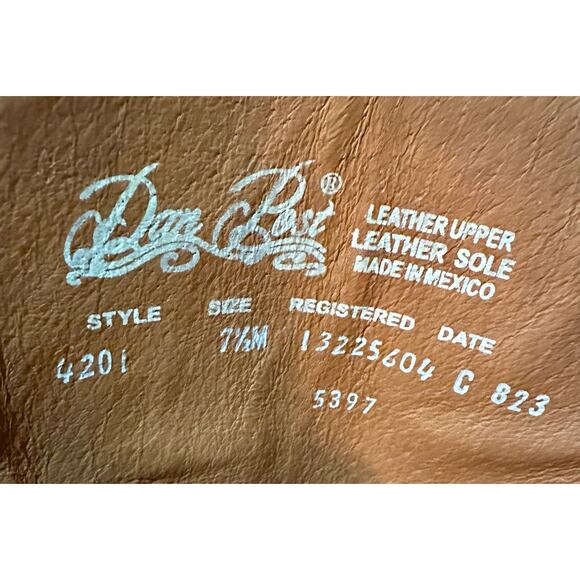 Dan Post®
LEATHER UPPER
LEATHER SOLE
MADE IN MEXICO
STYLE SIZE REGISTERED DATE
4201 7½M 13225604 C 823
5397